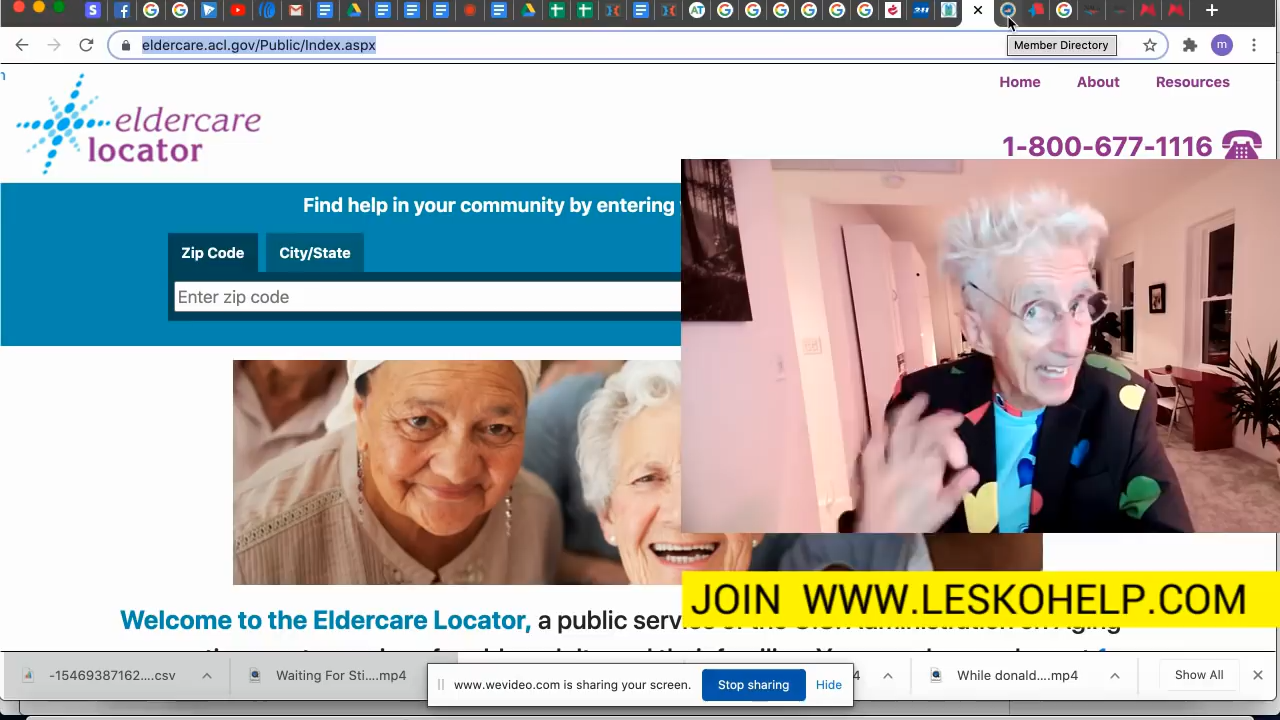 eldercare.acl.gov/Public/Index.aspx
m
Member Directory
Home About Resources
eldercare
locator
1-800-677-1116
Find help in your community by entering
Zip Code City/State
Enter zip code
JOIN WWW.LESKOHELP.COM
Welcome to the Eldercare Locator, a public
-15469387162....csv
Waiting For Sti....mp4
www.wevideo.com is sharing your screen.
Stop sharing
Hide
While donald....mp4
Show All